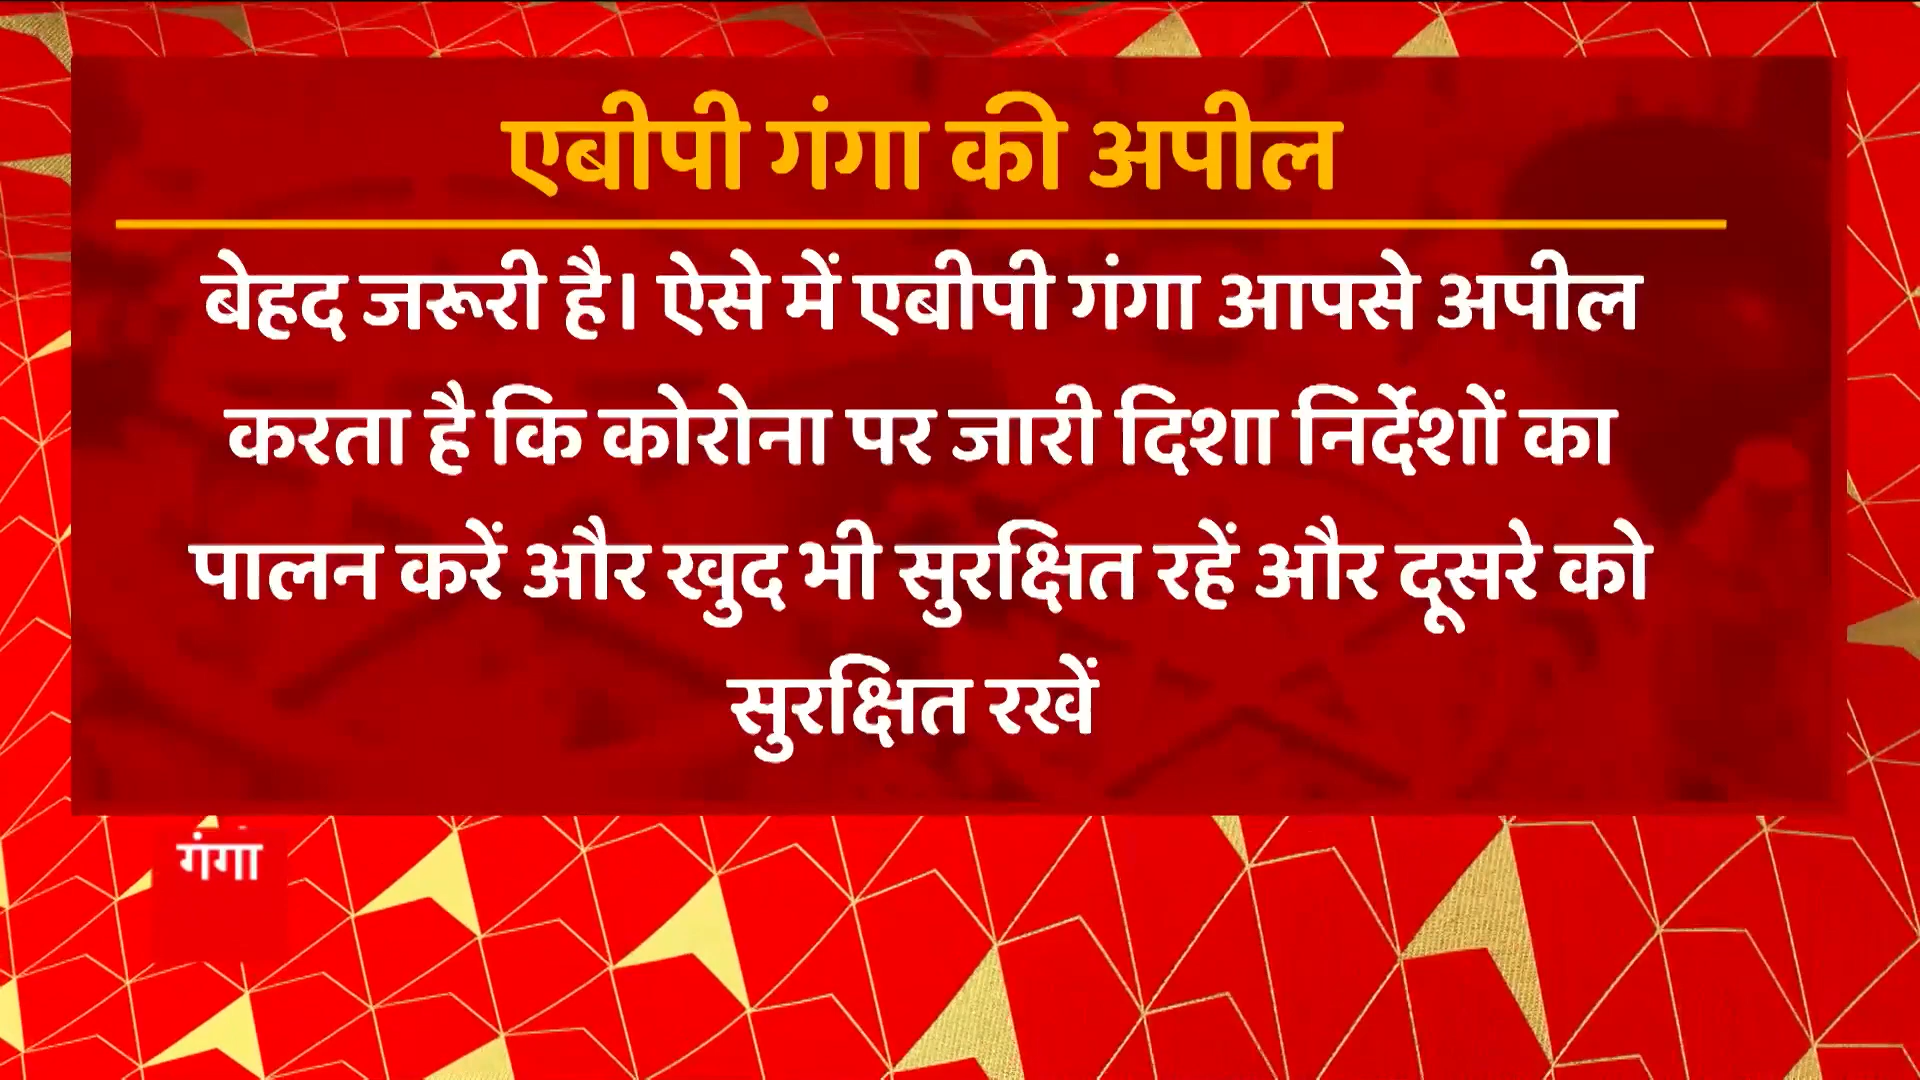 एबीपी गंगा की अपील
बेहद जरूरी है। ऐसे में एबीपी गंगा आपसे अपील
करता है कि कोरोना पर जारी दिशा निर्देशों का
पालन करें और खुद भी सुरक्षित रहें और दूसरे को
सुरक्षित रखें
गंगा